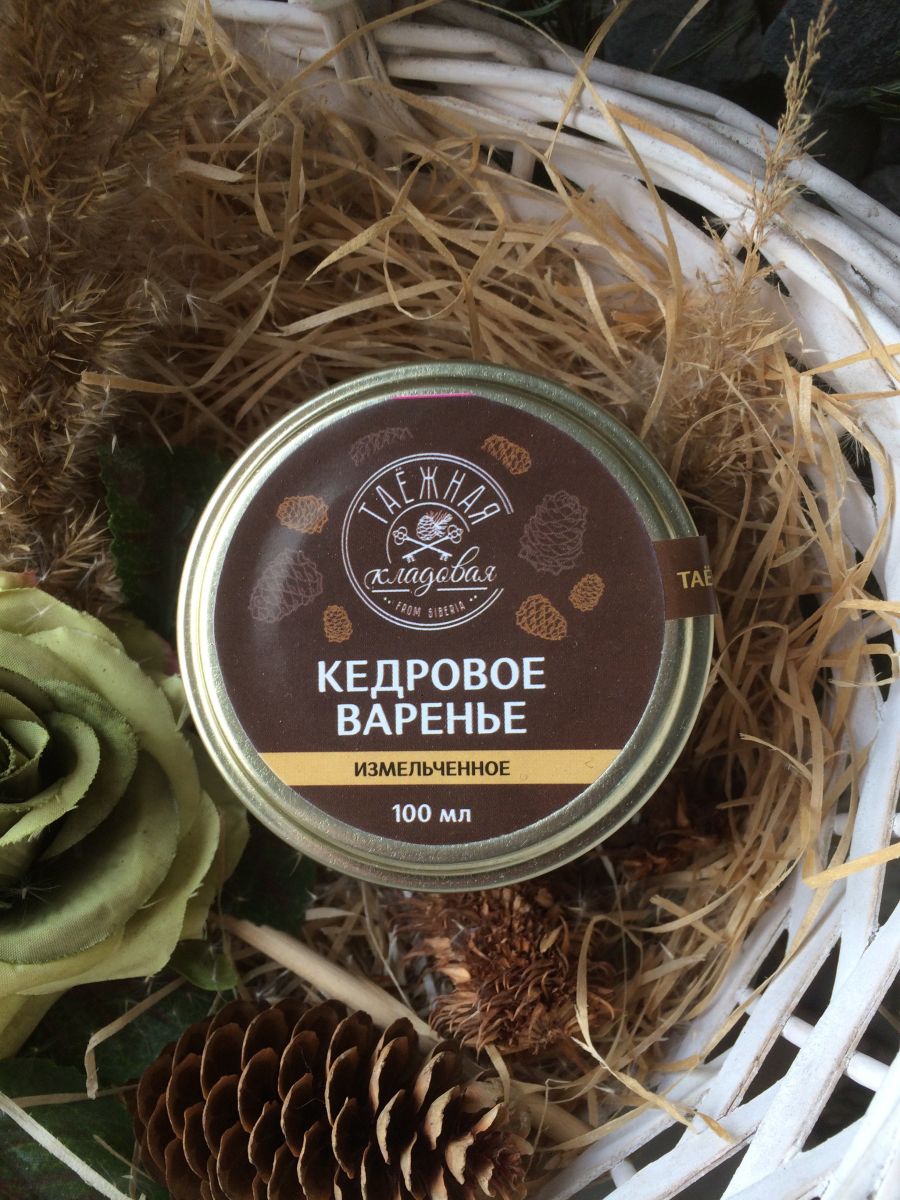 ТАЁЖНАЯ
кладовая
FROM SIBERIA
КЕДРОВОЕ
ВАРЕНЬЕ
ИЗМЕЛЬЧЕННОЕ
100 мл
ТАЁ